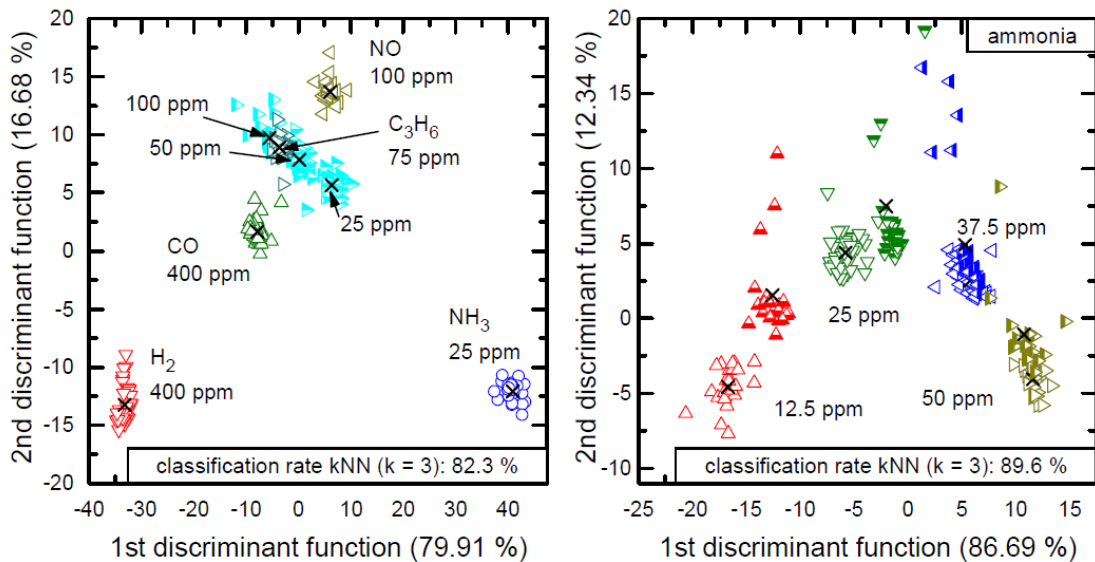 2nd discriminant function (16.68 %)
20
15
10
5
0
-5
-10
-15
20
NO
100 ppm
100 ppm
50 ppm
C₃H₆
75 ppm
25 ppm
CO
400 ppm
H₂
400 ppm
NH₃
25 ppm
classification rate kNN (k = 3): 82.3 %
-40 -30 -20 -10 0 10 20 30 40
1st discriminant function (79.91 %)
2nd discriminant function (12.34 %)
20
15
10
5
0
-5
-10
ammonia
37.5 ppm
25 ppm
12.5 ppm
50 ppm
classification rate kNN (k = 3): 89.6 %
-25 -20 -15 -10 -5 0 5 10 15
1st discriminant function (86.69 %)